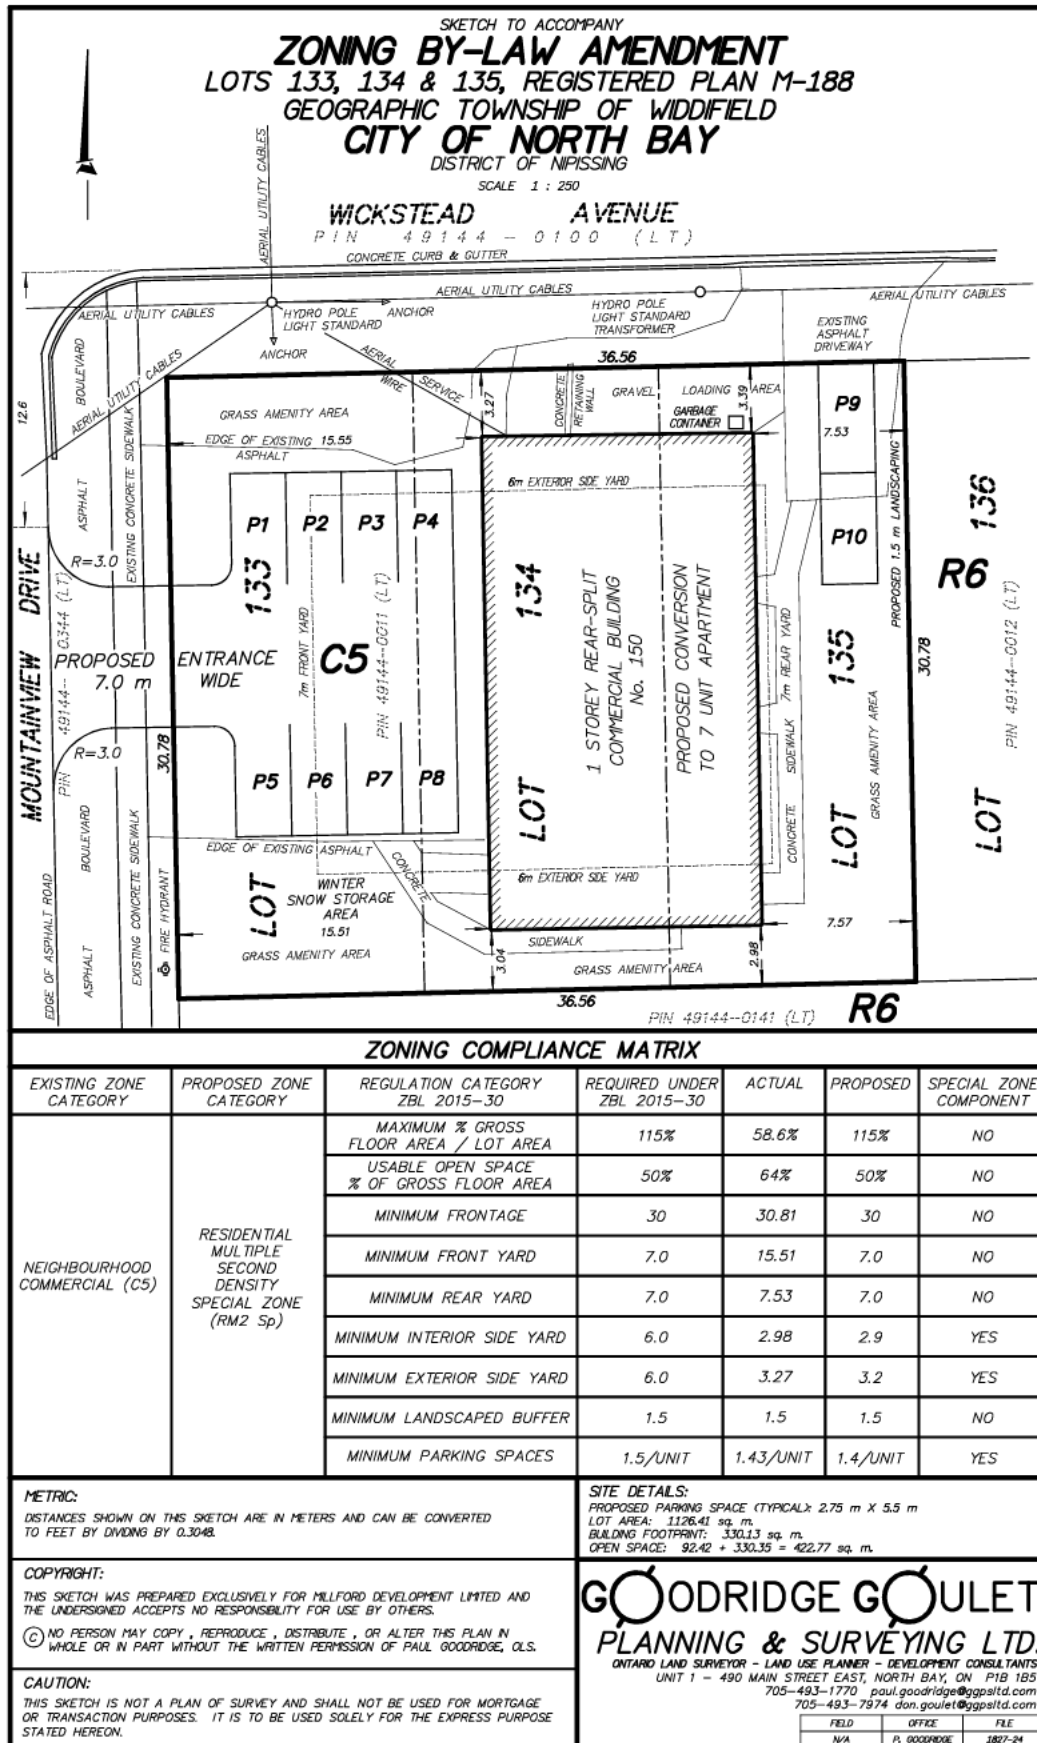 SKETCH TO ACCOMPANY
ZONING BY-LAW AMENDMENT
LOTS 133, 134 & 135, REGISTERED PLAN M-188
GEOGRAPHIC TOWNSHIP OF WIDDIFIELD
CITY OF NORTH BAY
DISTRICT OF NIPISSING
SCALE 1 : 250
WICKSTEAD AVENUE
PIN 49144-0100 (LT)
CONCRETE CURB & GUTTER
AERIAL UTILITY CABLES
AERIAL UTILITY CABLES
AERIAL UTILITY CABLES
AERIAL UTILITY CABLES
AERIAL UTILITY CABLES
HYDRO POLE
LIGHT STANDARD
ANCHOR
ANCHOR
HYDRO POLE
LIGHT STANDARD
TRANSFORMER
EXISTING
ASPHALT
DRIVEWAY
AERIAL SERVICE
WIRE
36.56
12.6
BOULEVARD
ASPHALT
EXISTING CONCRETE SIDEWALK
GRASS AMENITY AREA
EDGE OF EXISTING 15.55
ASPHALT
3.27
CONCRETE
RETAINING
WALL
GRAVEL
LOADING AREA
GARBAGE
CONTAINER
3.39
P9
7.53
P10
PROPOSED 1.5 m LANDSCAPING
6m EXTERIOR SIDE YARD
P1
P2
P3
P4
R=3.0
133
134
135
136
R6
C5
7m FRONT YARD
PIN 49144-0011 (LT)
1 STOREY REAR-SPLIT
COMMERCIAL BUILDING
No. 150
PROPOSED CONVERSION
TO 7 UNIT APARTMENT
7m REAR YARD
CONCRETE SIDEWALK
GRASS AMENITY AREA
30.78
PIN 49144-0012 (LT)
MOUNTAINVIEW DRIVE
PIN 49144-0344 (LT)
PROPOSED ENTRANCE
7.0 m WIDE
R=3.0
30.78
P5
P6
P7
P8
LOT
LOT
LOT
LOT
EDGE OF EXISTING ASPHALT
CONCRETE
WINTER
SNOW STORAGE
AREA
15.51
GRASS AMENITY AREA
6m EXTERIOR SIDE YARD
7.57
SIDEWALK
GRASS AMENITY AREA
3.04
2.98
EDGE OF ASPHALT ROAD
ASPHALT
BOULEVARD
EXISTING CONCRETE SIDEWALK
FIRE HYDRANT
36.56
PIN 49144-0141 (LT)
R6
ZONING COMPLIANCE MATRIX
EXISTING ZONE
CATEGORY
PROPOSED ZONE
CATEGORY
REGULATION CATEGORY
ZBL 2015-30
REQUIRED UNDER
ZBL 2015-30
ACTUAL
PROPOSED
SPECIAL ZONE
COMPONENT
NEIGHBOURHOOD
COMMERCIAL (C5)
RESIDENTIAL
MULTIPLE
SECOND
DENSITY
SPECIAL ZONE
(RM2 Sp)
MAXIMUM % GROSS
FLOOR AREA / LOT AREA
115% 58.6% 115% NO
USABLE OPEN SPACE
% OF GROSS FLOOR AREA
50% 64% 50% NO
MINIMUM FRONTAGE 30 30.81 30 NO
MINIMUM FRONT YARD 7.0 15.51 7.0 NO
MINIMUM REAR YARD 7.0 7.53 7.0 NO
MINIMUM INTERIOR SIDE YARD 6.0 2.98 2.9 YES
MINIMUM EXTERIOR SIDE YARD 6.0 3.27 3.2 YES
MINIMUM LANDSCAPED BUFFER 1.5 1.5 1.5 NO
MINIMUM PARKING SPACES 1.5/UNIT 1.43/UNIT 1.4/UNIT YES
METRIC:
DISTANCES SHOWN ON THIS SKETCH ARE IN METERS AND CAN BE CONVERTED
TO FEET BY DIVIDING BY 0.3048.
COPYRIGHT:
THIS SKETCH WAS PREPARED EXCLUSIVELY FOR MILLFORD DEVELOPMENT LIMITED AND
THE UNDERSIGNED ACCEPTS NO RESPONSIBILITY FOR USE BY OTHERS.
© NO PERSON MAY COPY , REPRODUCE , DISTRIBUTE , OR ALTER THIS PLAN IN
WHOLE OR IN PART WITHOUT THE WRITTEN PERMISSION OF PAUL GOODRIDGE, OLS.
CAUTION:
THIS SKETCH IS NOT A PLAN OF SURVEY AND SHALL NOT BE USED FOR MORTGAGE
OR TRANSACTION PURPOSES. IT IS TO BE USED SOLELY FOR THE EXPRESS PURPOSE
STATED HEREON.
SITE DETAILS:
PROPOSED PARKING SPACE (TYPICAL): 2.75 m X 5.5 m
LOT AREA: 1126.41 sq. m.
BUILDING FOOTPRINT: 330.13 sq. m.
OPEN SPACE: 92.42 + 330.35 = 422.77 sq. m.
GOODRIDGE GOULET
PLANNING & SURVEYING LTD.
ONTARIO LAND SURVEYOR - LAND USE PLANNER - DEVELOPMENT CONSULTANTS
UNIT 1 - 490 MAIN STREET EAST, NORTH BAY, ON P1B 1B5
705-493-1770 paul.goodridge@ggpsltd.com
705-493-7974 don.goulet@ggpsltd.com
FIELD OFFICE FILE
N/A P. GOODRIDGE 1827-24